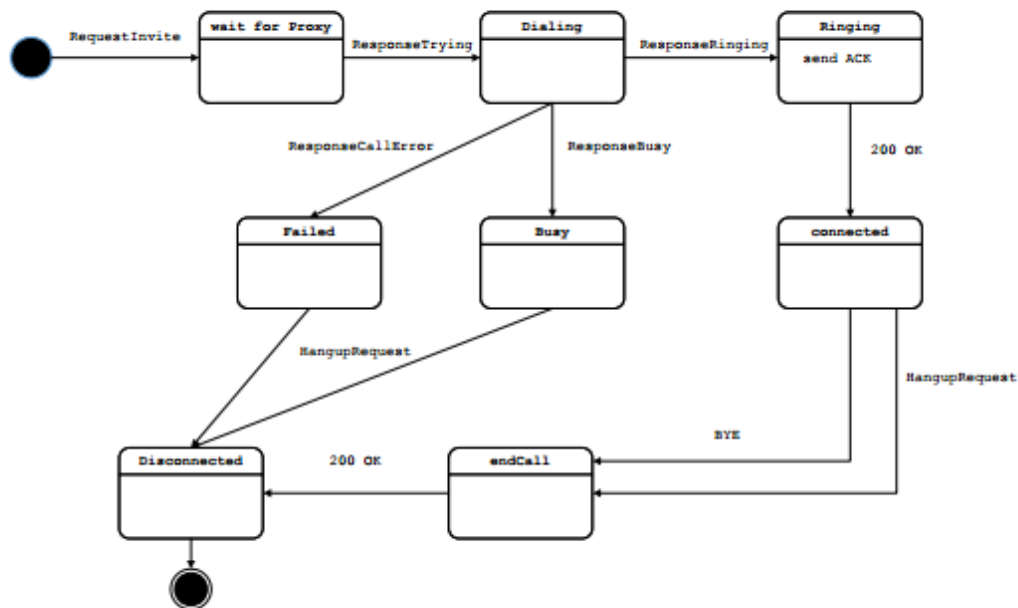 RequestInvite
wait for Proxy
ResponseTrying
Dialing
ResponseRinging
Ringing
send ACK
ResponseCallError
ResponseBusy
200 OK
Failed
Busy
connected
HangupRequest
HangupRequest
BYE
Disconnected
200 OK
endCall